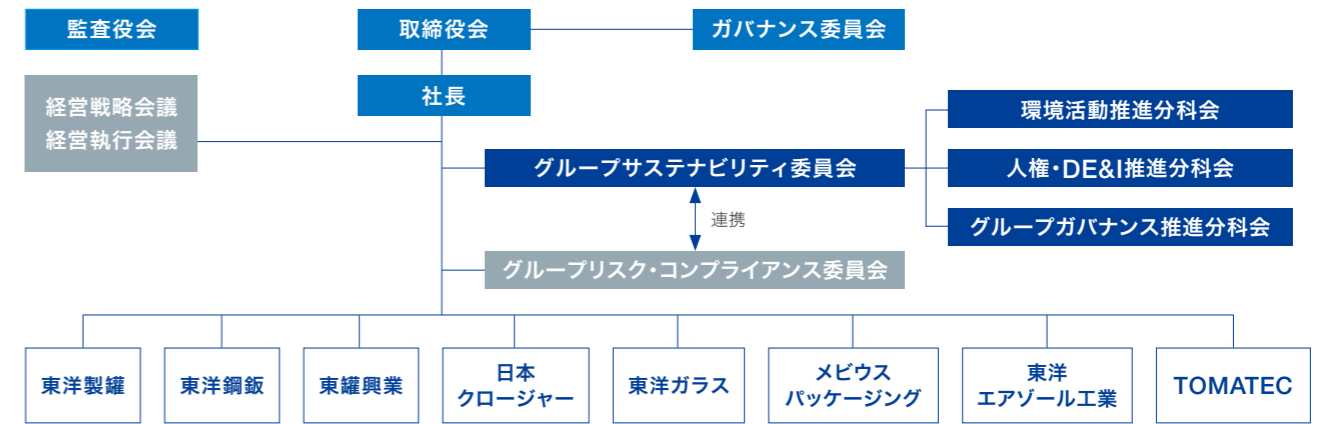 監査役会
取締役会
ガバナンス委員会
経営戦略会議
経営執行会議
社長
環境活動推進分科会
グループサステナビリティ委員会
人権・DE&I推進分科会
連携
グループガバナンス推進分科会
グループリスク・コンプライアンス委員会
東洋製罐
東洋鋼鈑
東罐興業
日本
クロージャー
東洋ガラス
メビウス
パッケージング
東洋
エアゾール工業
TOMATEC